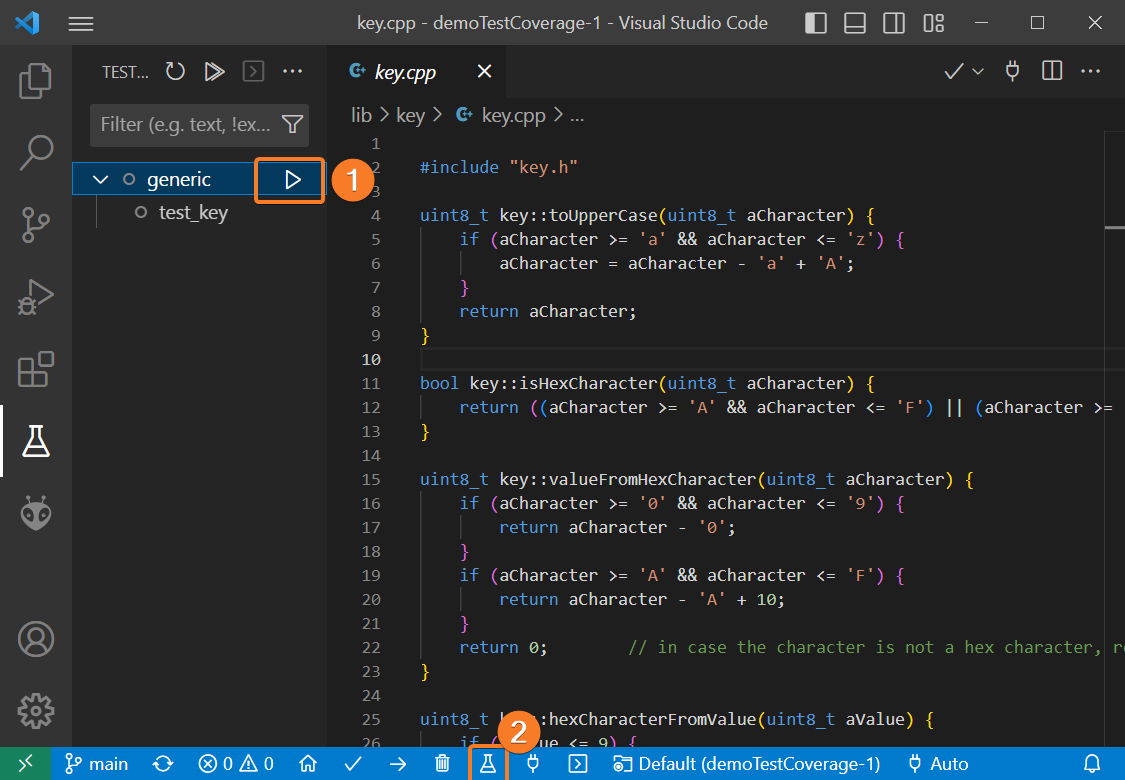 key.cpp - demoTestCoverage-1 - Visual Studio Code
TEST...
Filter (e.g. text, !ex...
generic
1
test_key
key.cpp
lib > key > key.cpp > ...
1
2 #include "key.h"
3
4 uint8_t key::toUpperCase(uint8_t aCharacter) {
5 if (aCharacter >= 'a' && aCharacter <= 'z') {
6 aCharacter = aCharacter - 'a' + 'A';
7 }
8 return aCharacter;
9 }
10
11 bool key::isHexCharacter(uint8_t aCharacter) {
12 return ((aCharacter >= 'A' && aCharacter <= 'F') || (aCharacter >=
13 }
14
15 uint8_t key::valueFromHexCharacter(uint8_t aCharacter) {
16 if (aCharacter >= '0' && aCharacter <= '9') {
17 return aCharacter - '0';
18 }
19 if (aCharacter >= 'A' && aCharacter <= 'F') {
20 return aCharacter - 'A' + 10;
21 }
22 return 0; // in case the character is not a hex character, r
23 }
24
25 uint8_t k :hexCharacterFromValue(uint8_t aValue) {
26 if ( ue <= 9) {
2
main 0 0 Default (demoTestCoverage-1) Auto